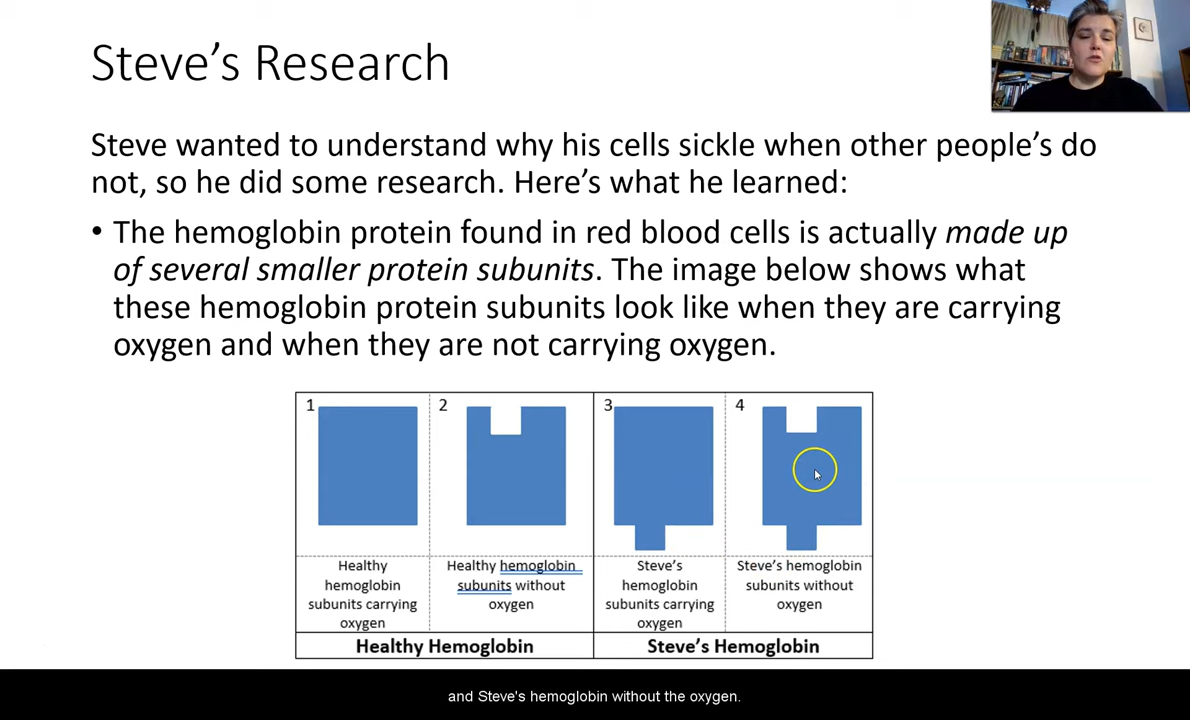 Steve’s Research
Steve wanted to understand why his cells sickle when other people’s do
not, so he did some research. Here’s what he learned:
• The hemoglobin protein found in red blood cells is actually made up
of several smaller protein subunits. The image below shows what
these hemoglobin protein subunits look like when they are carrying
oxygen and when they are not carrying oxygen.
1
2
3
4
Healthy
hemoglobin
subunits carrying
oxygen
Healthy hemoglobin
subunits without
oxygen
Steve’s
hemoglobin
subunits carrying
oxygen
Steve’s hemoglobin
subunits without
oxygen
Healthy Hemoglobin
Steve’s Hemoglobin
and Steve's hemoglobin without the oxygen.